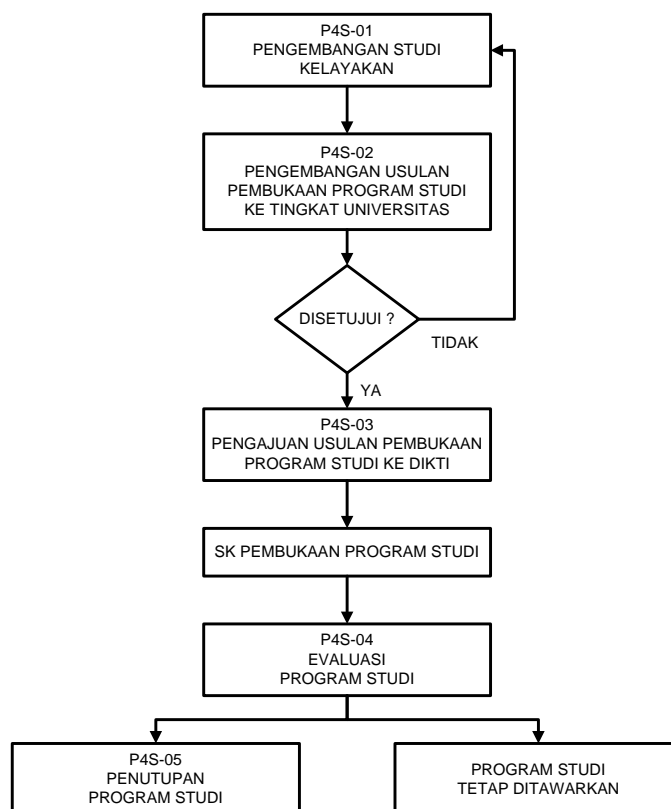 P4S-01
PENGEMBANGAN STUDI
KELAYAKAN
P4S-02
PENGEMBANGAN USULAN
PEMBUKAAN PROGRAM STUDI
KE TINGKAT UNIVERSITAS
DISETUJUI ?
TIDAK
YA
P4S-03
PENGAJUAN USULAN PEMBUKAAN
PROGRAM STUDI KE DIKTI
SK PEMBUKAAN PROGRAM STUDI
P4S-04
EVALUASI
PROGRAM STUDI
P4S-05
PENUTUPAN
PROGRAM STUDI
PROGRAM STUDI
TETAP DITAWARKAN